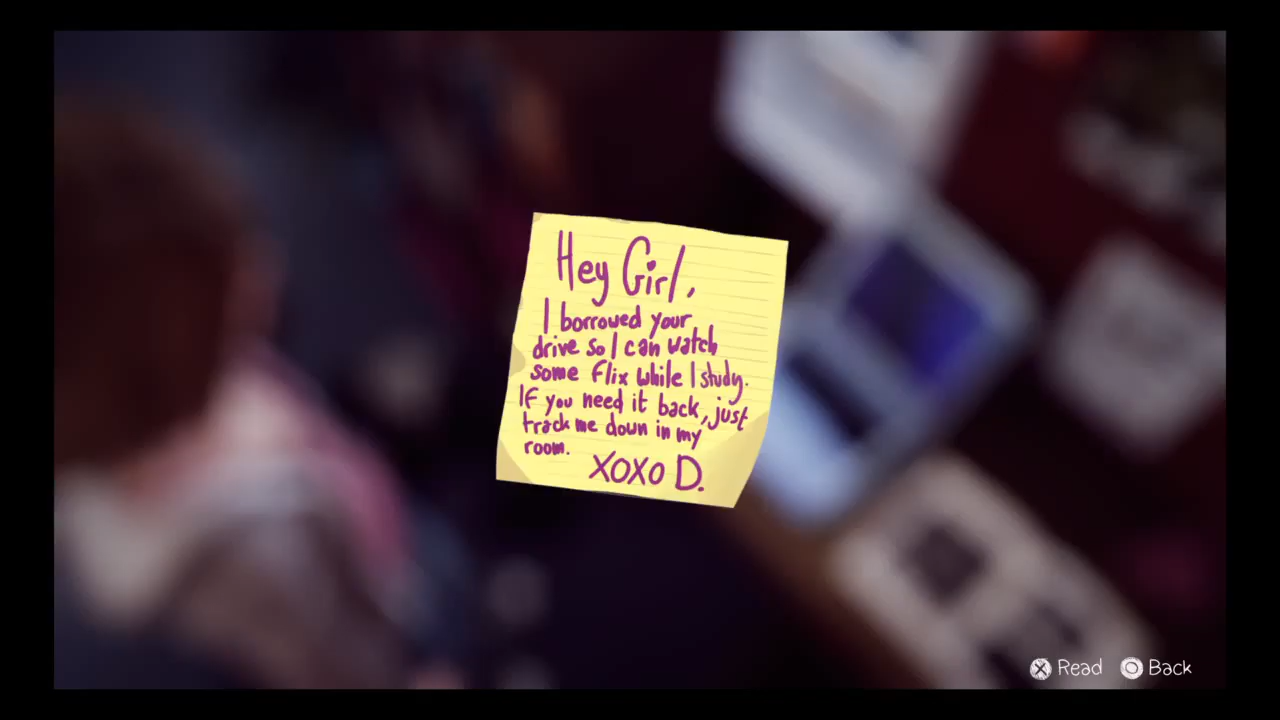 Hey Girl,
I borrowed your
drive so I can watch
some Flix while I study.
If you need it back, just
track me down in my
room.
XOXO D.
Read Back